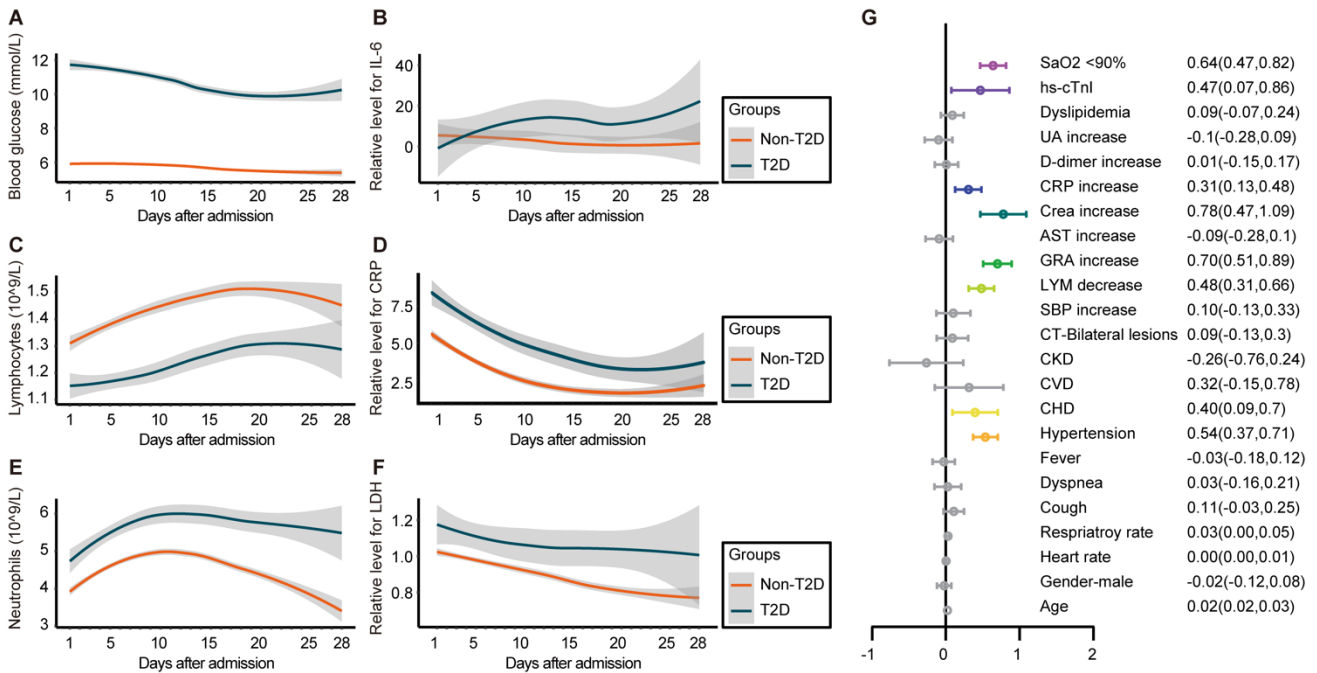 A
Blood glucose (mmol/L)
12
10
8
6
1
5
10
15
20
25
28
Days after admission
B
Relative level for IL-6
40
20
0
1
5
10
15
20
25
28
Days after admission
Groups
Non-T2D
T2D
C
Lymphocytes (10^9/L)
1.5
1.4
1.3
1.2
1.1
1
5
10
15
20
25
28
Days after admission
D
Relative level for CRP
7.5
5.0
2.5
1
5
10
15
20
25
28
Days after admission
Groups
Non-T2D
T2D
E
Neutrophils (10^9/L)
6
5
4
3
1
5
10
15
20
25
28
Days after admission
F
Relative level for LDH
1.2
1.0
0.8
1
5
10
15
20
25
28
Days after admission
Groups
Non-T2D
T2D
G
SaO2 <90% 0.64(0.47,0.82)
hs-cTnI 0.47(0.07,0.86)
Dyslipidemia 0.09(-0.07,0.24)
UA increase -0.1(-0.28,0.09)
D-dimer increase 0.01(-0.15,0.17)
CRP increase 0.31(0.13,0.48)
Crea increase 0.78(0.47,1.09)
AST increase -0.09(-0.28,0.1)
GRA increase 0.70(0.51,0.89)
LYM decrease 0.48(0.31,0.66)
SBP increase 0.10(-0.13,0.33)
CT-Bilateral lesions 0.09(-0.13,0.3)
CKD -0.26(-0.76,0.24)
CVD 0.32(-0.15,0.78)
CHD 0.40(0.09,0.7)
Hypertension 0.54(0.37,0.71)
Fever -0.03(-0.18,0.12)
Dyspnea 0.03(-0.16,0.21)
Cough 0.11(-0.03,0.25)
Respriatroy rate 0.03(0.00,0.05)
Heart rate 0.00(0.00,0.01)
Gender-male -0.02(-0.12,0.08)
Age 0.02(0.02,0.03)
-1
0
1
2